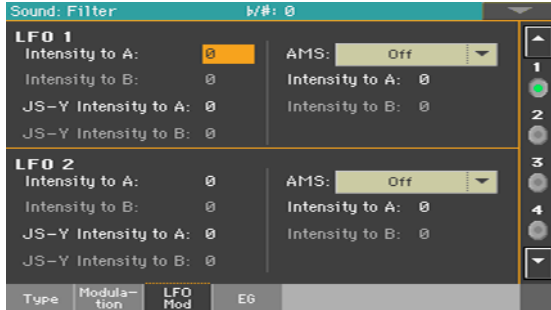 Sound: Filter b/#: 0
LFO 1
Intensity to A: 0 AMS: Off
Intensity to B: 0 Intensity to A: 0
JS-Y Intensity to A: 0 Intensity to B: 0
JS-Y Intensity to B: 0
LFO 2
Intensity to A: 0 AMS: Off
Intensity to B: 0 Intensity to A: 0
JS-Y Intensity to A: 0 Intensity to B: 0
JS-Y Intensity to B: 0
1
2
3
4
Type
Modula-
tion
LFO
Mod
EG